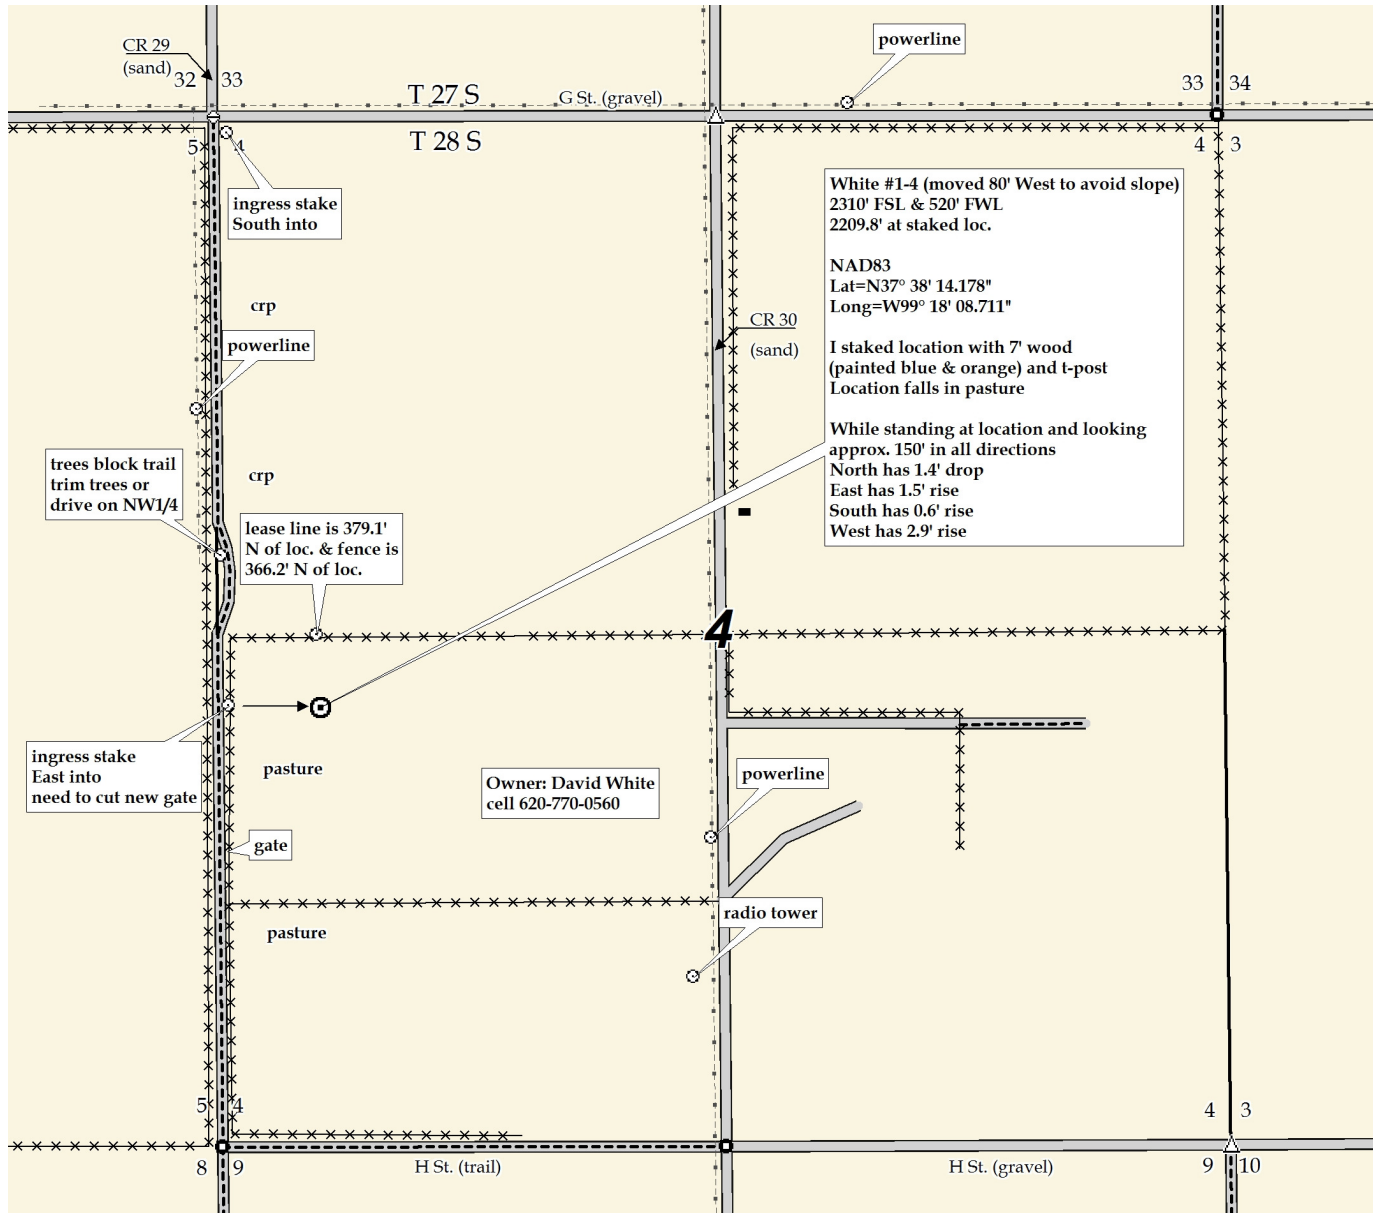 CR 29
(sand)
32 33
T 27 S
G St. (gravel)
powerline
33 34
5 4
T 28 S
4 3
ingress stake
South into
White #1-4 (moved 80' West to avoid slope)
2310' FSL & 520' FWL
2209.8' at staked loc.
NAD83
Lat=N37° 38' 14.178"
Long=W99° 18' 08.711"
I staked location with 7' wood
(painted blue & orange) and t-post
Location falls in pasture
While standing at location and looking
approx. 150' in all directions
North has 1.4' drop
East has 1.5' rise
South has 0.6' rise
West has 2.9' rise
crp
CR 30
(sand)
powerline
trees block trail
trim trees or
drive on NW1/4
crp
lease line is 379.1'
N of loc. & fence is
366.2' N of loc.
4
ingress stake
East into
need to cut new gate
pasture
Owner: David White
cell 620-770-0560
powerline
gate
radio tower
pasture
5 4
4 3
8 9
H St. (trail)
H St. (gravel)
9 10